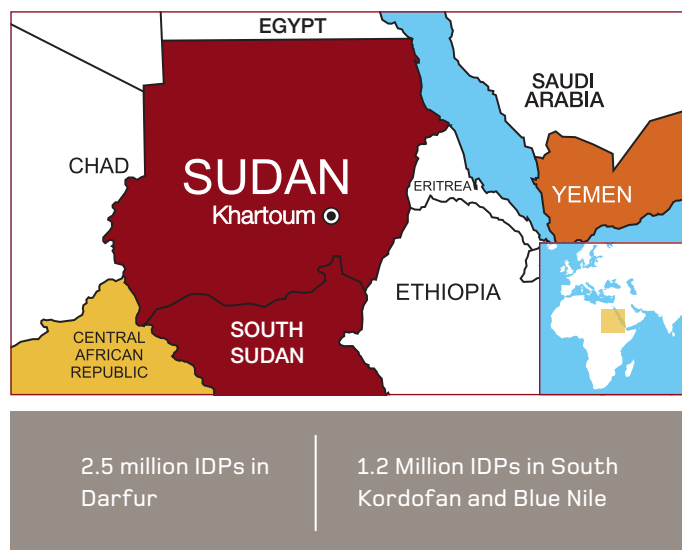 EGYPT
SAUDI
ARABIA
CHAD
SUDAN
ERITREA
YEMEN
Khartoum
ETHIOPIA
SOUTH
SUDAN
CENTRAL
AFRICAN
REPUBLIC
2.5 million IDPs in
Darfur
1.2 Million IDPs in South
Kordofan and Blue Nile